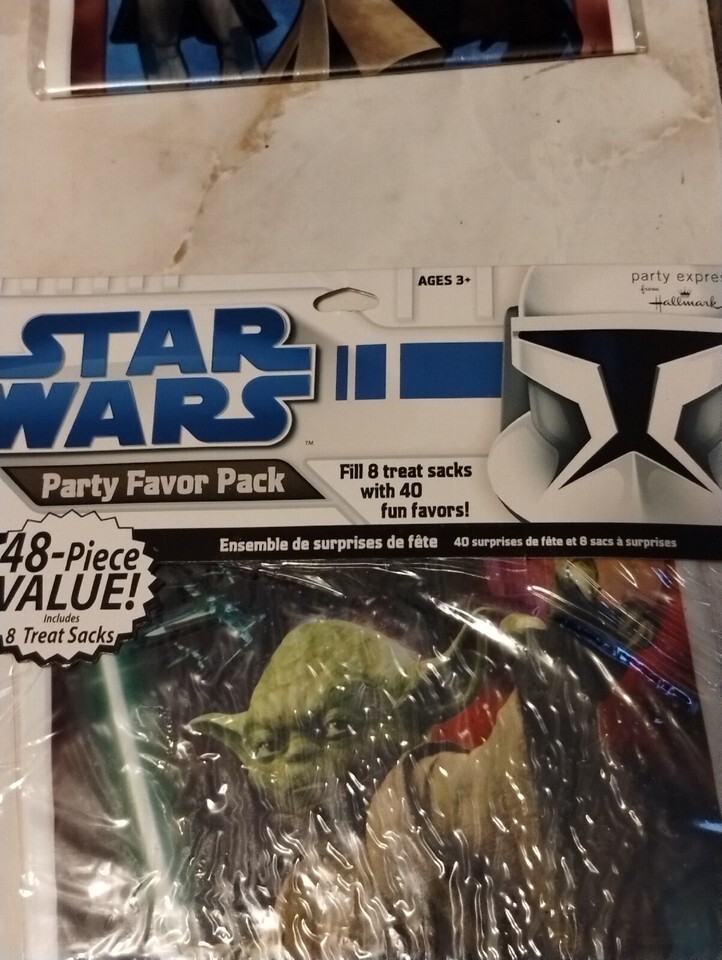 AGES 3+
party expres
from
Hallmark
STAR
WARS
TM
Party Favor Pack
Fill 8 treat sacks
with 40
fun favors!
48-Piece
VALUE!
includes
8 Treat Sacks
Ensemble de surprises de fête 40 surprises de fête et 8 sacs à surprises